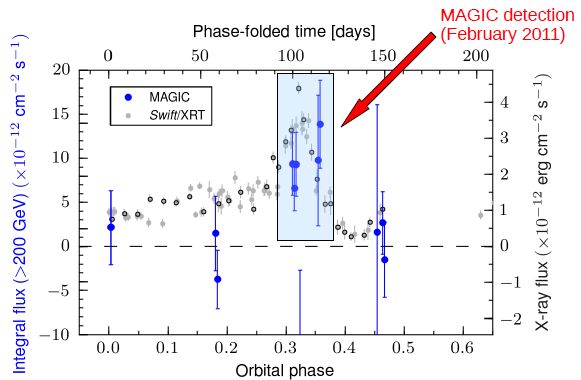 Phase-folded time [days]
MAGIC detection
(February 2011)
0 50 100 150 200
MAGIC
Swift/XRT
Integral flux (>200 GeV) (×10⁻¹² cm⁻² s⁻¹)
20
15
10
5
0
−5
−10
4
3
2
1
0
−1
−2
X-ray flux (×10⁻¹² erg cm⁻² s⁻¹)
0.0 0.1 0.2 0.3 0.4 0.5 0.6
Orbital phase